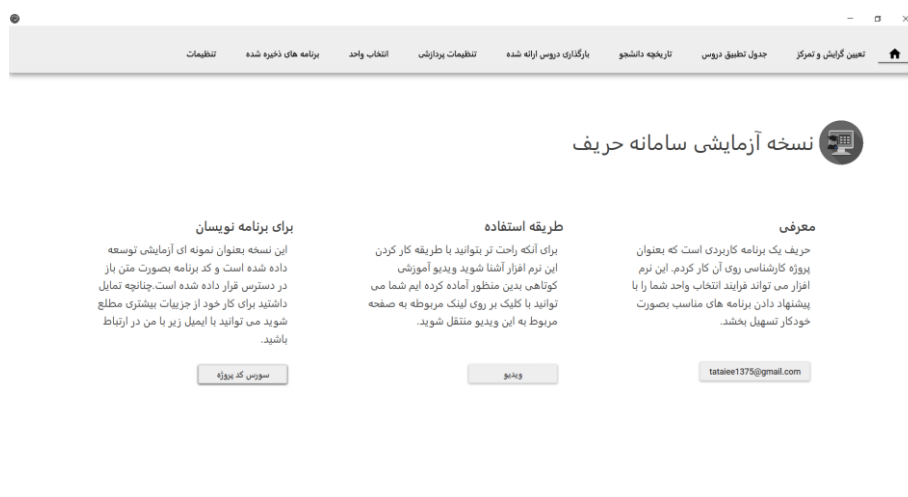 تعیین گرایش و تمرکز
جدول تطبیق دروس
تاریخچه دانشجو
بارگذاری دروس ارائه شده
تنظیمات پردازشی
انتخاب واحد
برنامه های ذخیره شده
تنظیمات
نسخه آزمایشی سامانه حریف
معرفی
حریف یک برنامه کاربردی است که بعنوان
پروژه کارشناسی روی آن کار کردم. این نرم
افزار می تواند فرایند انتخاب واحد شما را با
پیشنهاد دادن برنامه های مناسب بصورت
خودکار تسهیل بخشد.
tataiee1375@gmail.com
طریقه استفاده
برای آنکه راحت تر بتوانید با طریقه کار کردن
این نرم افزار آشنا شوید ویدیو آموزشی
کوتاهی بدین منظور آماده کرده ایم شما می
توانید با کلیک بر روی لینک مربوطه به صفحه
مربوط به این ویدیو منتقل شوید.
ویدیو
برای برنامه نویسان
این نسخه بعنوان نمونه ای آزمایشی توسعه
داده شده است و کد برنامه بصورت متن باز
در دسترس قرار داده شده است.چنانچه تمایل
داشتید برای کار خود از جزییات بیشتری مطلع
شوید می توانید با ایمیل زیر با من در ارتباط
باشید.
سورس کد پروژه